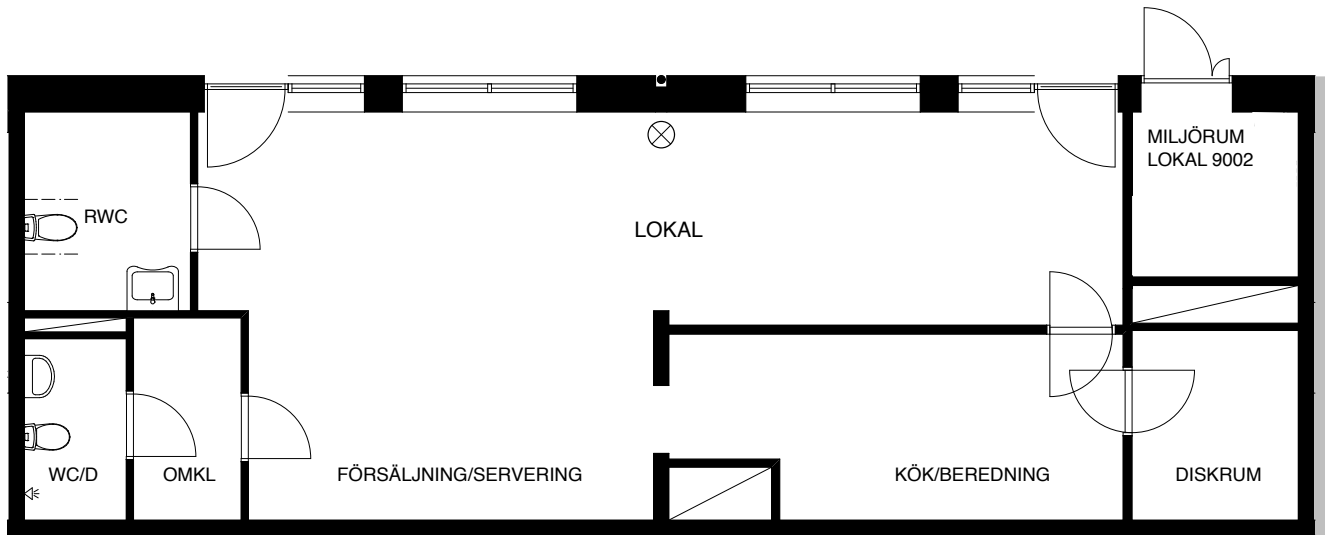 MILJÖRUM
LOKAL 9002
RWC
LOKAL
WC/D
OMKL
FÖRSÄLJNING/SERVERING
KÖK/BEREDNING
DISKRUM